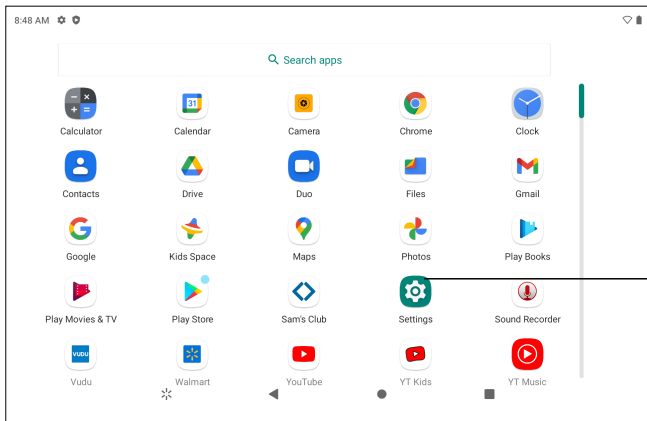 8:48 AM
Search apps
31
Calculator Calendar Camera Chrome Clock
Contacts Drive Duo Files Gmail
Google Kids Space Maps Photos Play Books
Play Movies & TV Play Store Sam's Club Settings Sound Recorder
VUDU
Vudu Walmart YouTube YT Kids YT Music